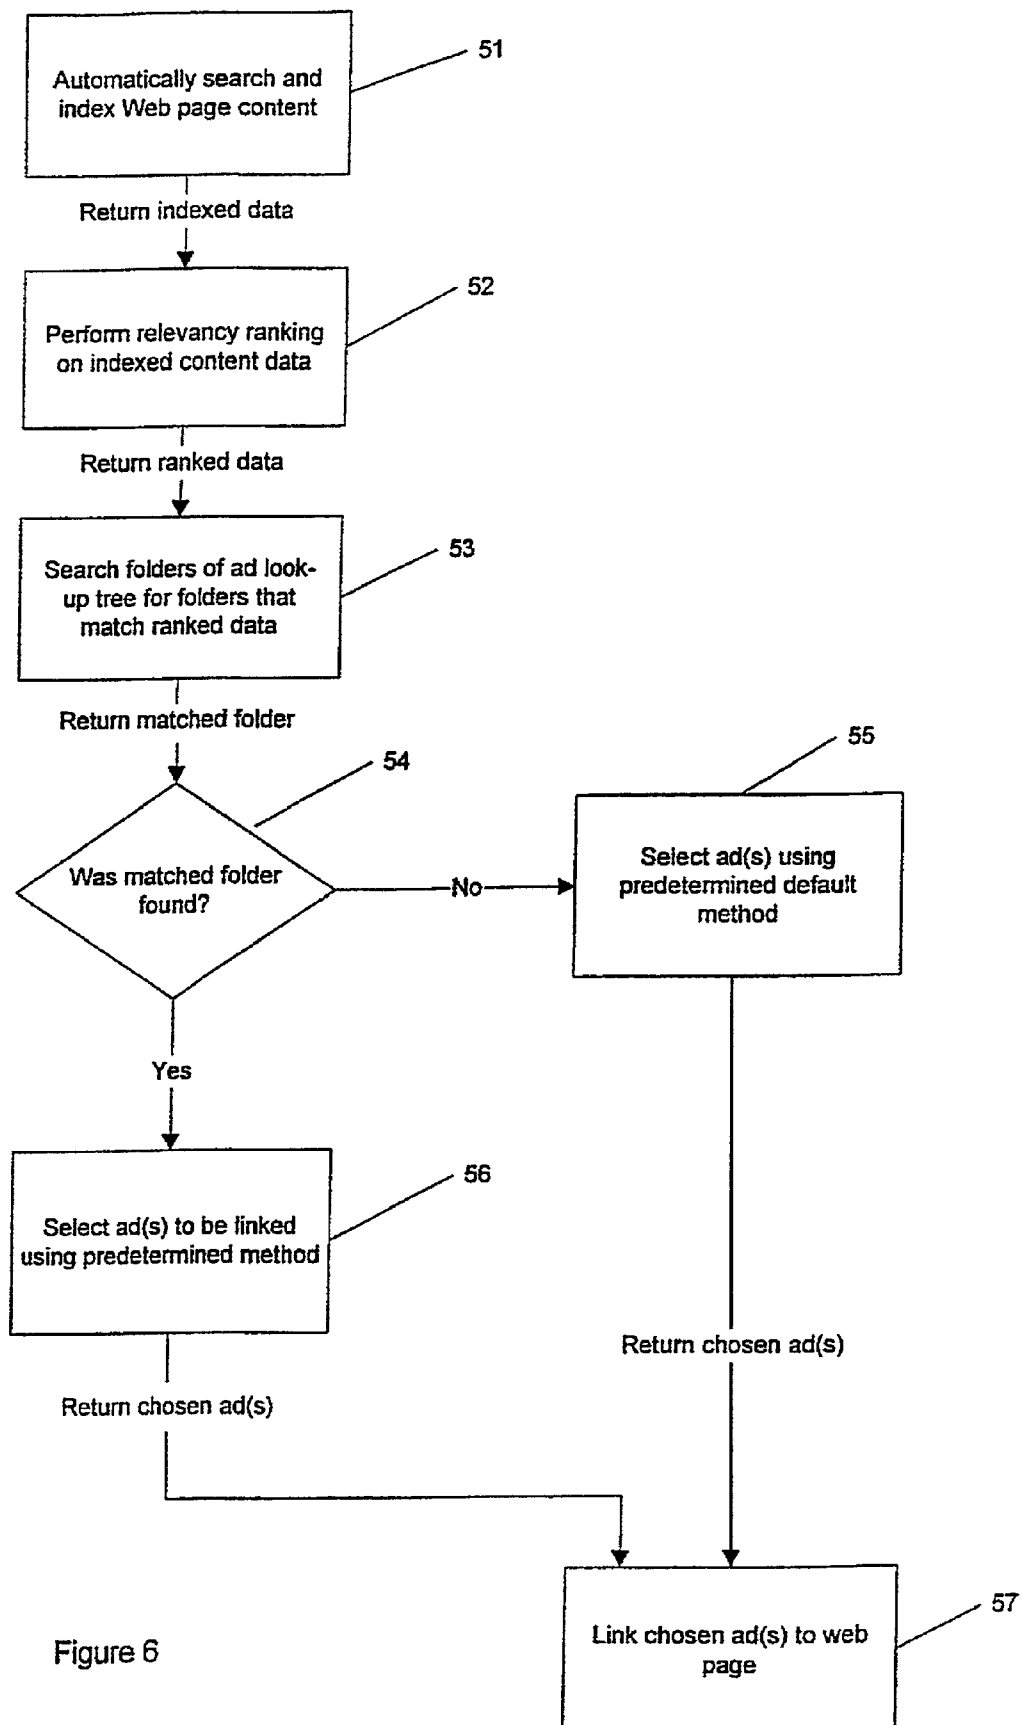 51
Automatically search and
index Web page content
Return indexed data
52
Perform relevancy ranking
on indexed content data
Return ranked data
53
Search folders of ad look-
up tree for folders that
match ranked data
Return matched folder
54
55
Was matched folder
found?
No
Select ad(s) using
predetermined default
method
Yes
56
Select ad(s) to be linked
using predetermined method
Return chosen ad(s)
Return chosen ad(s)
57
Link chosen ad(s) to web
page
Figure 6